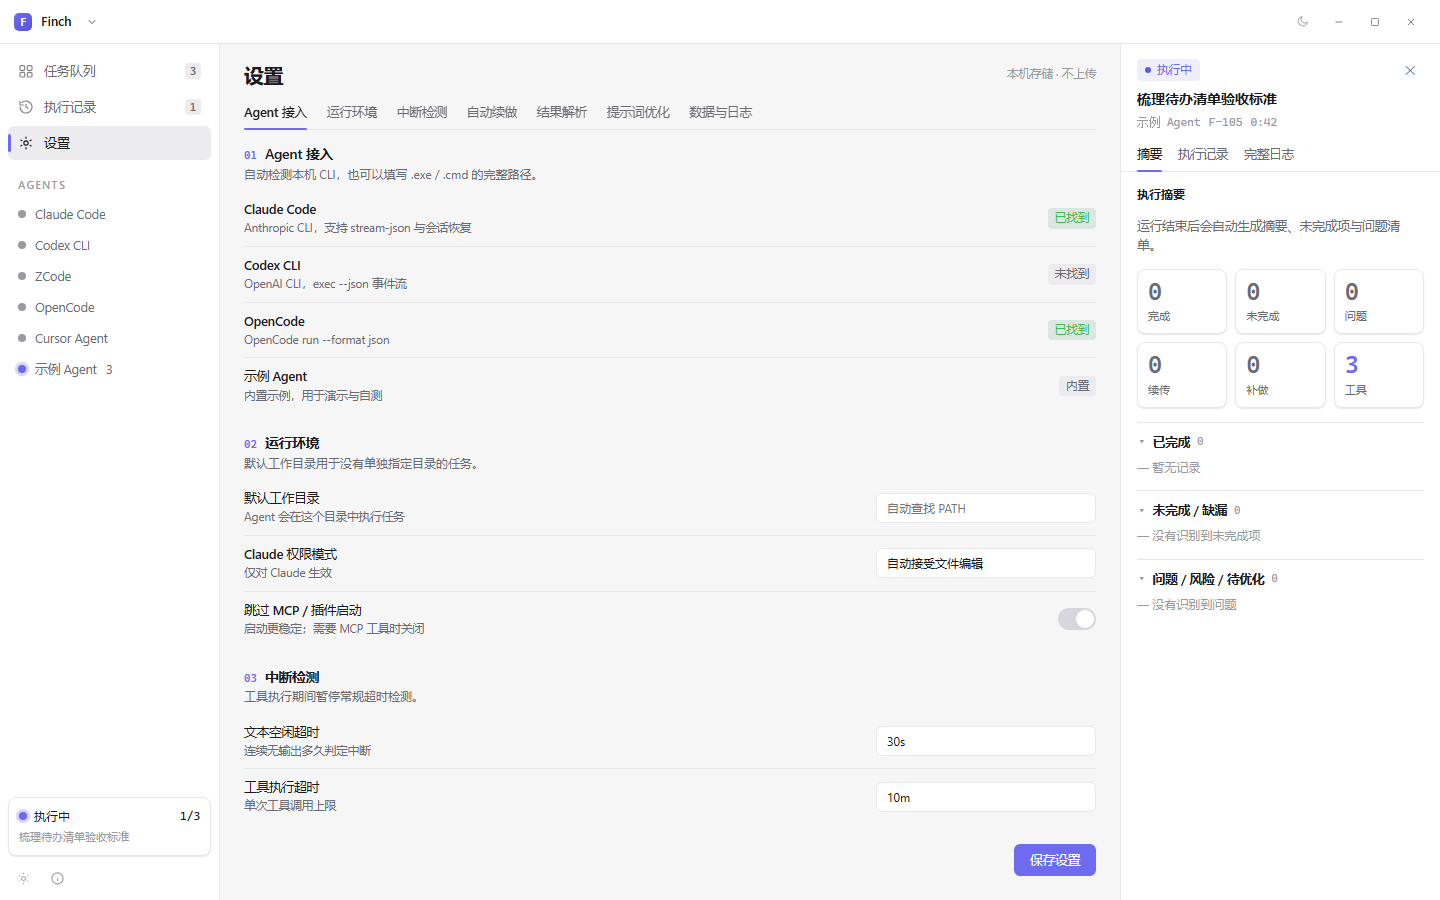 F Finch
任务队列 3
执行记录 1
设置
AGENTS
Claude Code
Codex CLI
ZCode
OpenCode
Cursor Agent
示例 Agent 3
执行中 1/3
梳理待办清单验收标准
设置
本机存储 · 不上传
Agent 接入 运行环境 中断检测 自动续做 结果解析 提示词优化 数据与日志
01 Agent 接入
自动检测本机 CLI，也可以填写 .exe / .cmd 的完整路径。
Claude Code
Anthropic CLI，支持 stream-json 与会话恢复
已找到
Codex CLI
OpenAI CLI，exec --json 事件流
未找到
OpenCode
OpenCode run --format json
已找到
示例 Agent
内置示例，用于演示与自测
内置
02 运行环境
默认工作目录用于没有单独指定目录的任务。
默认工作目录
Agent 会在这个目录中执行任务
自动查找 PATH
Claude 权限模式
仅对 Claude 生效
自动接受文件编辑
跳过 MCP / 插件启动
启动更稳定；需要 MCP 工具时关闭
03 中断检测
工具执行期间暂停常规超时检测。
文本空闲超时
连续无输出多久判定中断
30s
工具执行超时
单次工具调用上限
10m
保存设置
执行中
梳理待办清单验收标准
示例 Agent F-105 0:42
摘要 执行记录 完整日志
执行摘要
运行结束后会自动生成摘要、未完成项与问题清
单。
0 0 0
完成 未完成 问题
0 0 3
续传 补做 工具
已完成 0
— 暂无记录
未完成 / 缺漏 0
— 没有识别到未完成项
问题 / 风险 / 待优化 0
— 没有识别到问题